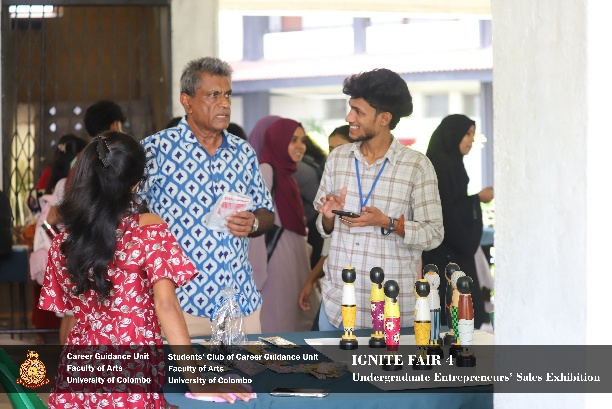 Career Guidance Unit
Faculty of Arts
University of Colombo
Students' Club of Career Guidance Unit
Faculty of Arts
University of Colombo
IGNITE FAIR 4
Undergraduate Entrepreneurs' Sales Exhibition